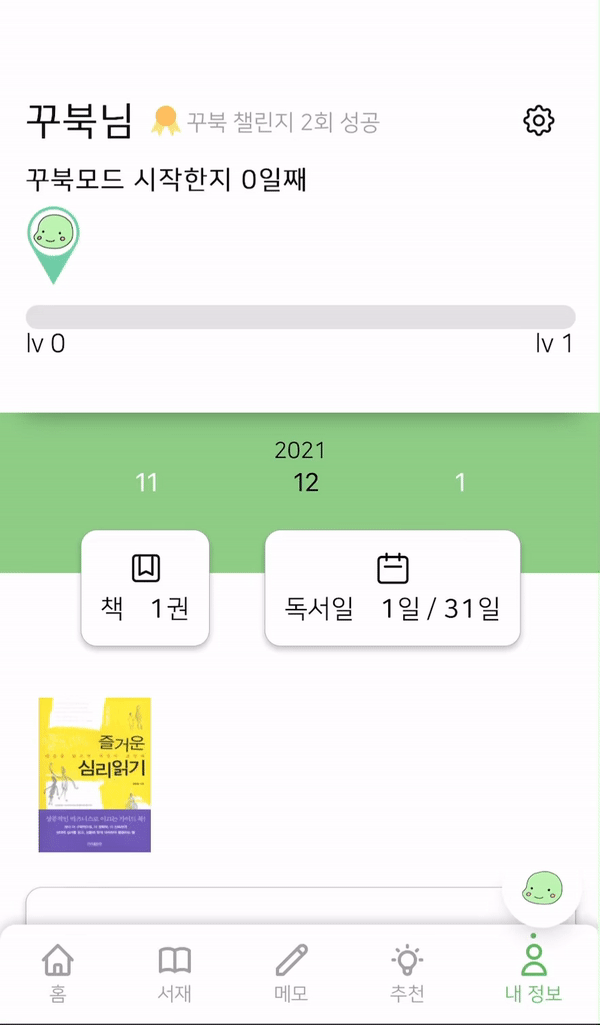 꾸북님 꾸북 챌린지 2회 성공
꾸북모드 시작한지 0일째
lv 0 lv 1
2021
11 12 1
책 1권 독서일 1일 / 31일
즐거운
심리읽기
홈 서재 메모 추천 내 정보